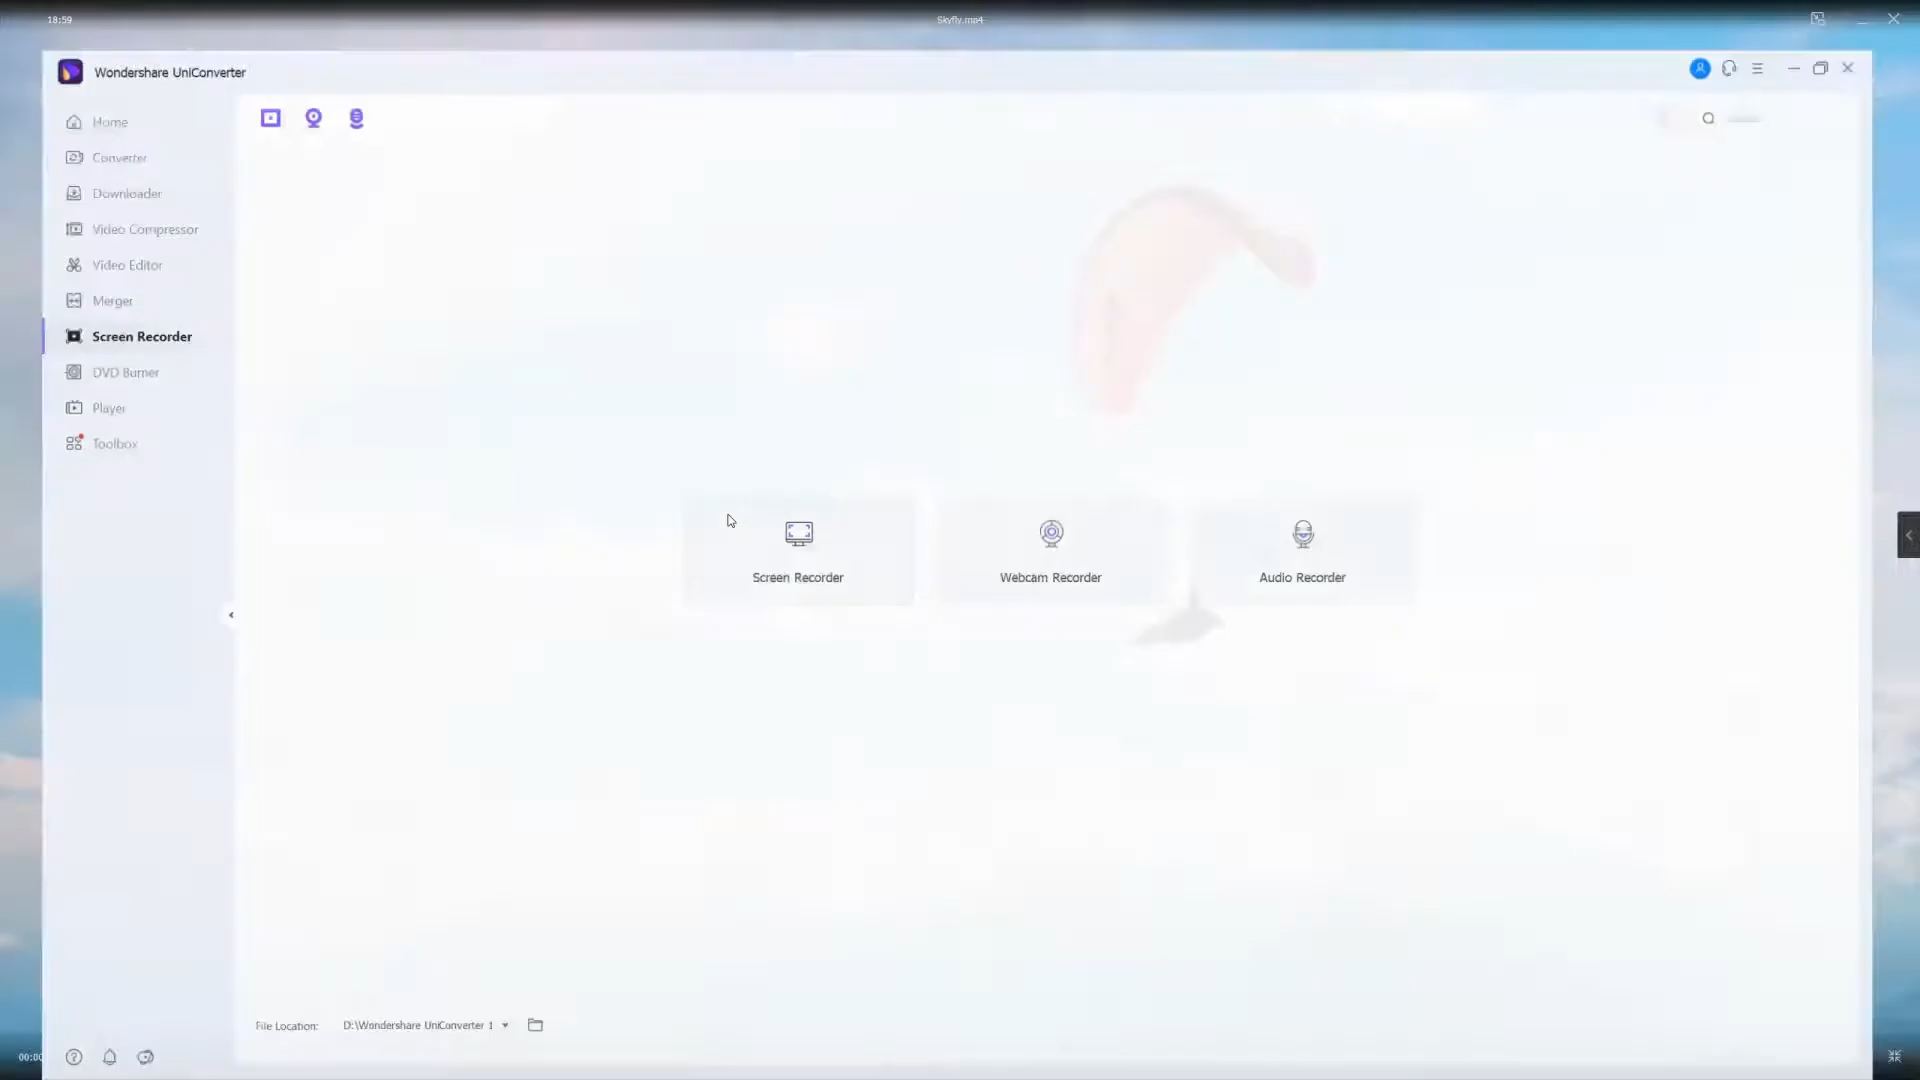 18:59
Skyfly.mp4
Wondershare UniConverter
Home
Converter
Downloader
Video Compressor
Video Editor
Merger
Screen Recorder
DVD Burner
Player
Toolbox
Screen Recorder
Webcam Recorder
Audio Recorder
File Location:
D:\Wondershare UniConverter 1